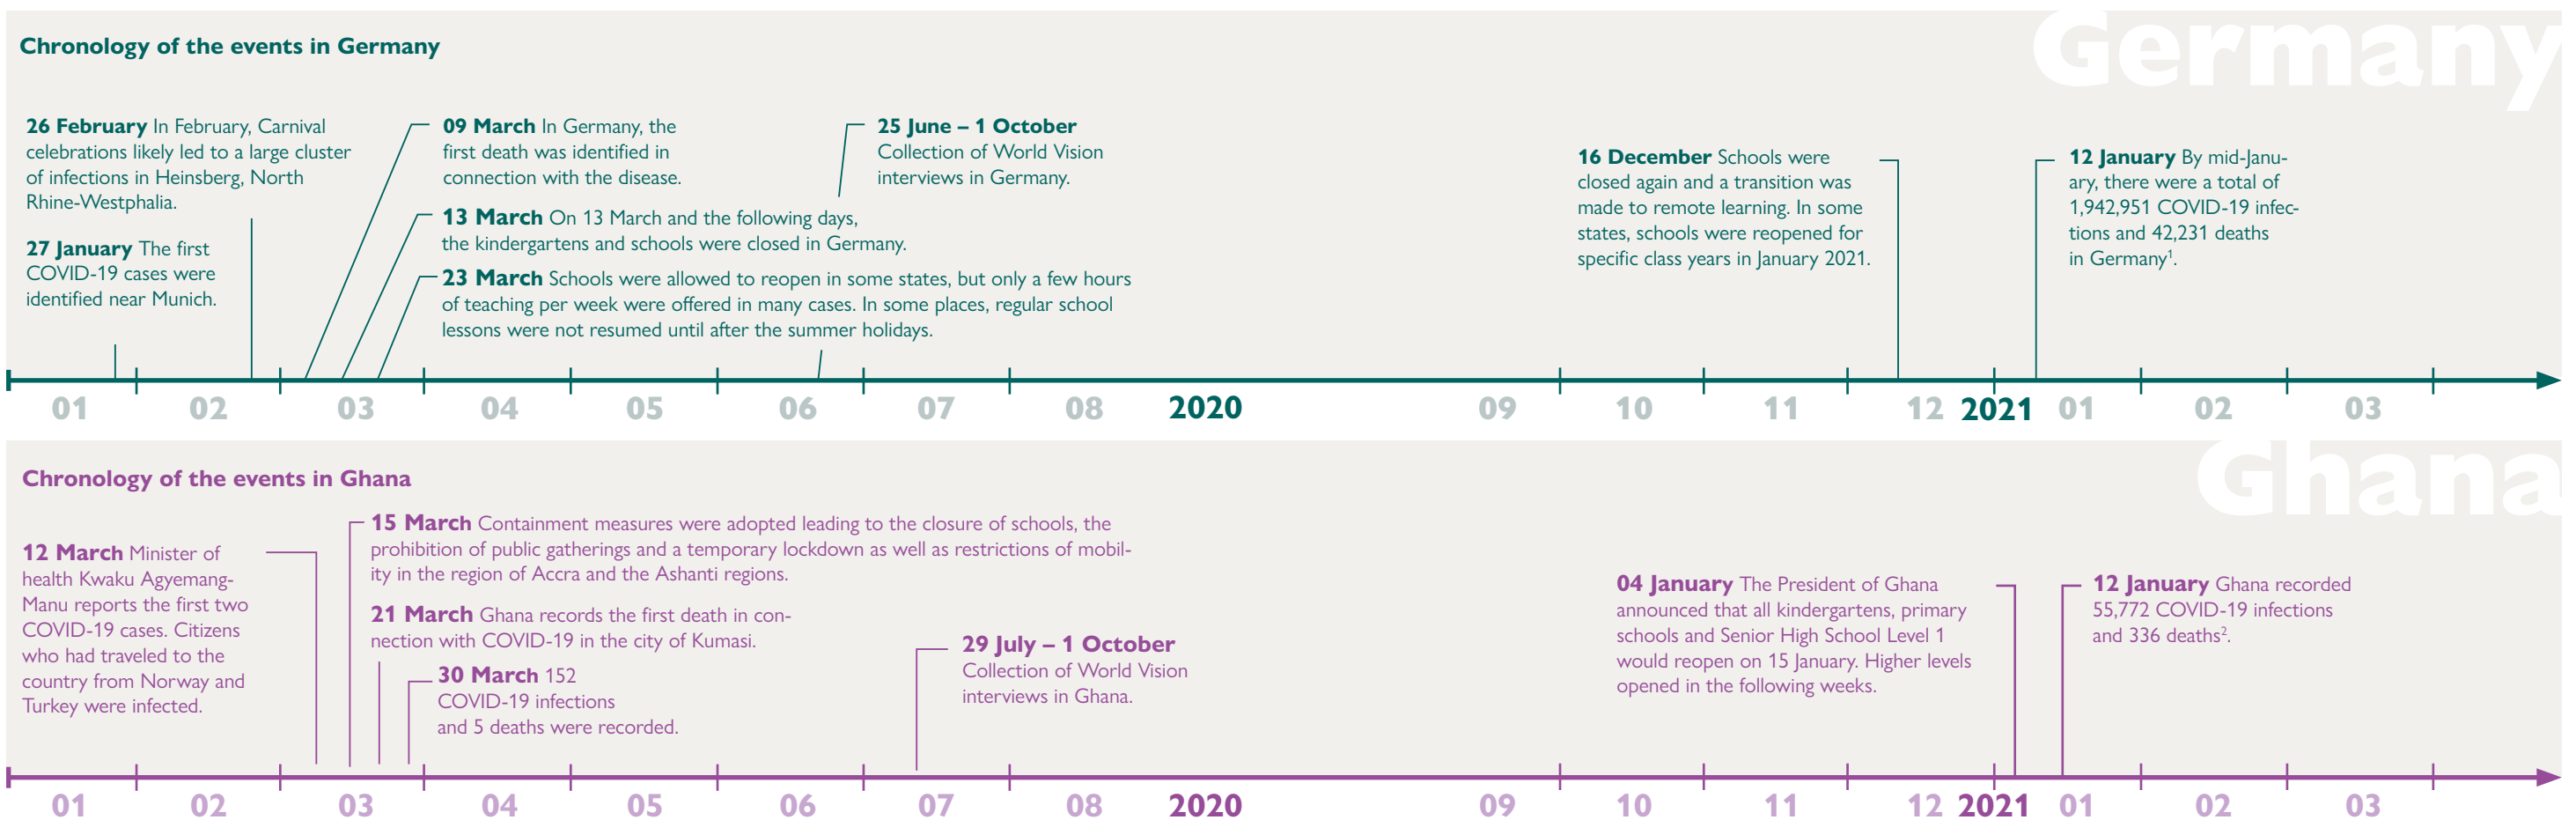 Germany
Chronology of the events in Germany
26 February In February, Carnival
celebrations likely led to a large cluster
of infections in Heinsberg, North
Rhine-Westphalia.
27 January The first
COVID-19 cases were
identified near Munich.
09 March In Germany, the
first death was identified in
connection with the disease.
13 March On 13 March and the following days,
the kindergartens and schools were closed in Germany.
23 March Schools were allowed to reopen in some states, but only a few hours
of teaching per week were offered in many cases. In some places, regular school
lessons were not resumed until after the summer holidays.
25 June – 1 October
Collection of World Vision
interviews in Germany.
16 December Schools were
closed again and a transition was
made to remote learning. In some
states, schools were reopened for
specific class years in January 2021.
12 January By mid-Janu-
ary, there were a total of
1,942,951 COVID-19 infec-
tions and 42,231 deaths
in Germany¹.
01 02 03 04 05 06 07 08 2020 09 10 11 12 2021 01 02 03
Ghana
Chronology of the events in Ghana
12 March Minister of
health Kwaku Agyemang-
Manu reports the first two
COVID-19 cases. Citizens
who had traveled to the
country from Norway and
Turkey were infected.
15 March Containment measures were adopted leading to the closure of schools, the
prohibition of public gatherings and a temporary lockdown as well as restrictions of mobil-
ity in the region of Accra and the Ashanti regions.
21 March Ghana records the first death in con-
nection with COVID-19 in the city of Kumasi.
30 March 152
COVID-19 infections
and 5 deaths were recorded.
29 July – 1 October
Collection of World Vision
interviews in Ghana.
04 January The President of Ghana
announced that all kindergartens, primary
schools and Senior High School Level 1
would reopen on 15 January. Higher levels
opened in the following weeks.
12 January Ghana recorded
55,772 COVID-19 infections
and 336 deaths².
01 02 03 04 05 06 07 08 2020 09 10 11 12 2021 01 02 03